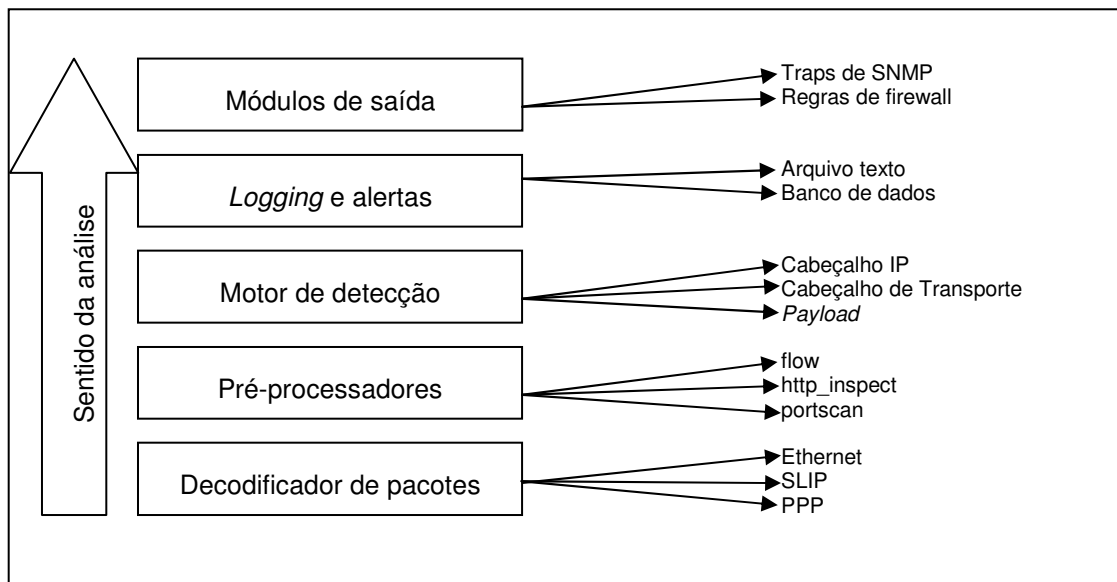 Sentido da análise
Módulos de saída
Traps de SNMP
Regras de firewall
Logging e alertas
Arquivo texto
Banco de dados
Motor de detecção
Cabeçalho IP
Cabeçalho de Transporte
Payload
Pré-processadores
flow
http_inspect
portscan
Decodificador de pacotes
Ethernet
SLIP
PPP